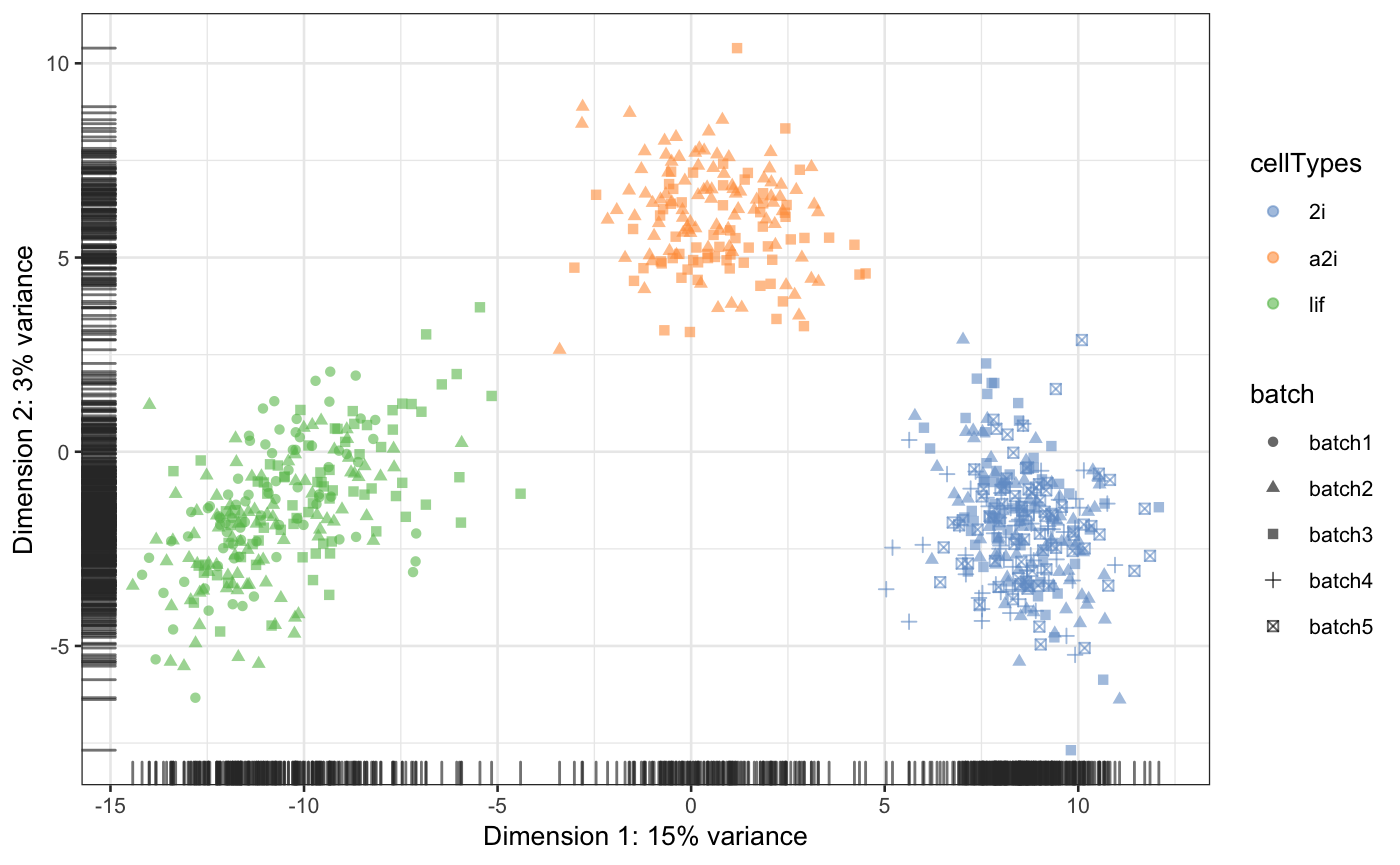 10
5
0
-5
-15
-10
-5
0
5
10
Dimension 1: 15% variance
Dimension 2: 3% variance
cellTypes
2i
a2i
lif
batch
batch1
batch2
batch3
batch4
batch5